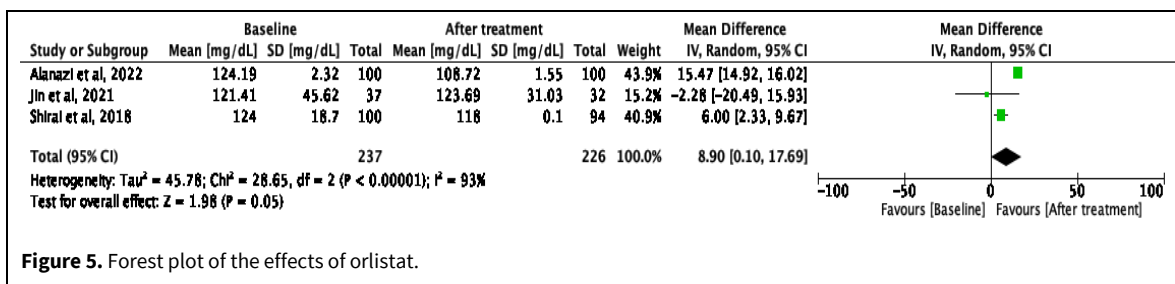 Baseline After treatment Mean Difference Mean Difference
Study or Subgroup Mean [mg/dL] SD [mg/dL] Total Mean [mg/dL] SD [mg/dL] Total Weight IV, Random, 95% CI IV, Random, 95% CI
Alanazi et al, 2022 124.19 2.32 100 108.72 1.55 100 43.9% 15.47 [14.92, 16.02]
Jin et al, 2021 121.41 45.62 37 123.69 31.03 32 15.2% −2.28 [−20.49, 15.93]
Shirai et al, 2018 124 18.7 100 118 0.1 94 40.9% 6.00 [2.33, 9.67]
Total (95% CI) 237 226 100.0% 8.90 [0.10, 17.69]
Heterogeneity: Tau² = 45.78; Chi² = 28.65, df = 2 (P < 0.00001); I² = 93%
Test for overall effect: Z = 1.98 (P = 0.05)
−100 −50 0 50 100
Favours [Baseline] Favours [After treatment]
Figure 5. Forest plot of the effects of orlistat.